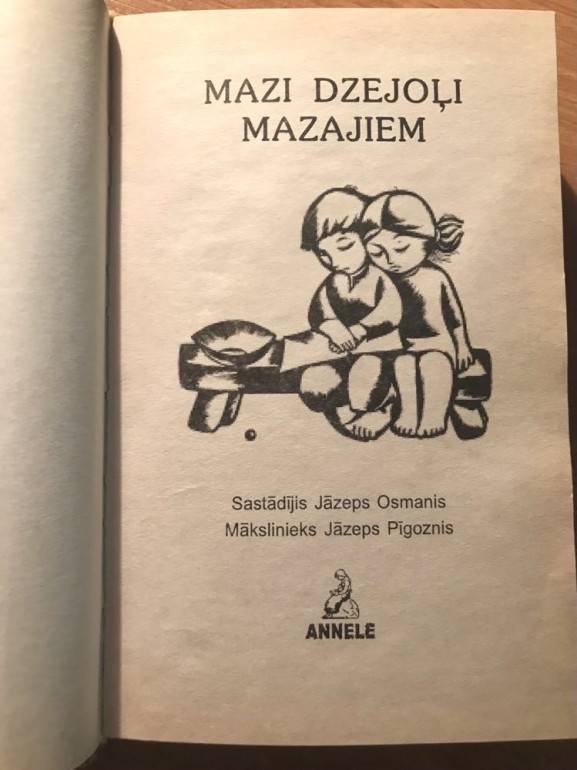 MAZI DZEJOĻI
MAZAJIEM
Sastādījis Jāzeps Osmanis
Mākslinieks Jāzeps Pīgoznis
ANNELE